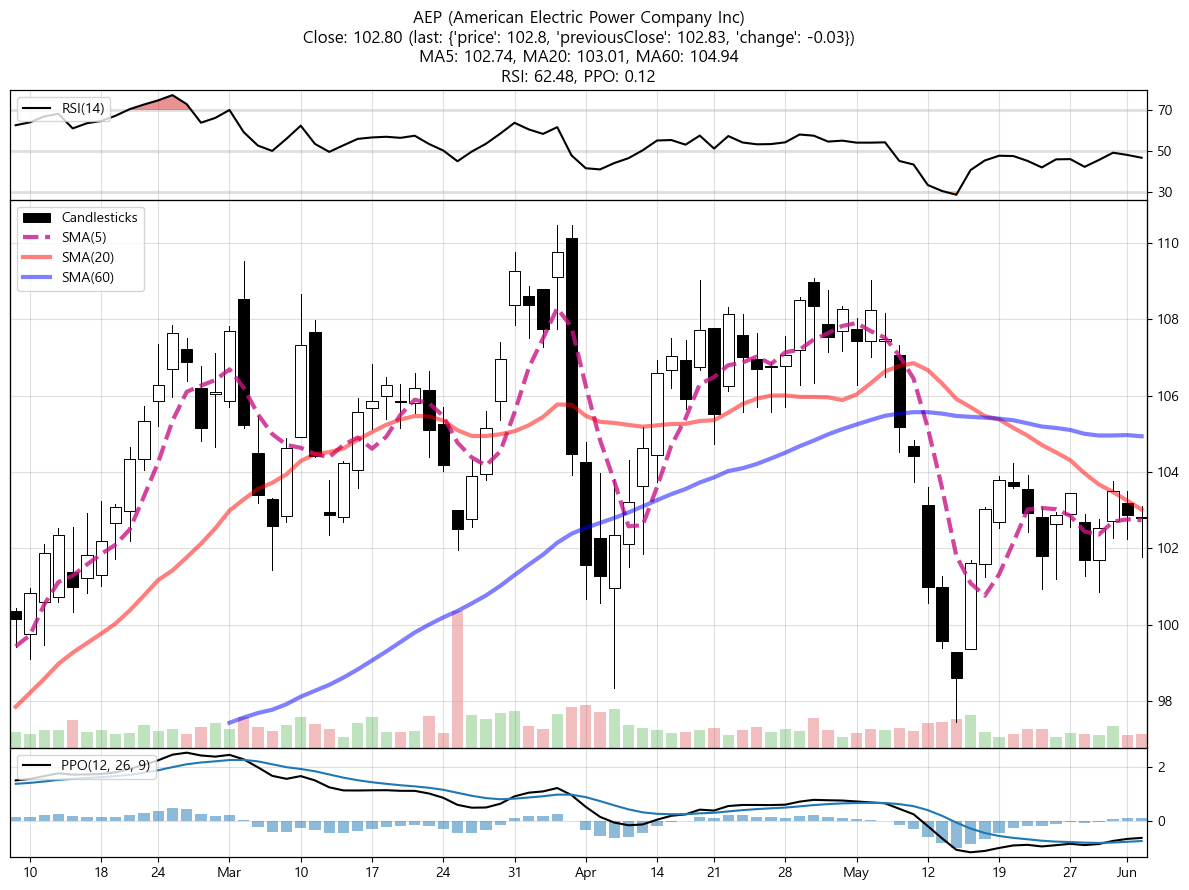 AEP (American Electric Power Company Inc)
Close: 102.80 (last: {'price': 102.8, 'previousClose': 102.83, 'change': -0.03})
MA5: 102.74, MA20: 103.01, MA60: 104.94
RSI: 62.48, PPO: 0.12
RSI(14)
70
50
30
Candlesticks
SMA(5)
SMA(20)
SMA(60)
110
108
106
104
102
100
98
PPO(12, 26, 9)
2
0
10 18 24 Mar 10 17 24 31 Apr 14 21 28 May 12 19 27 Jun